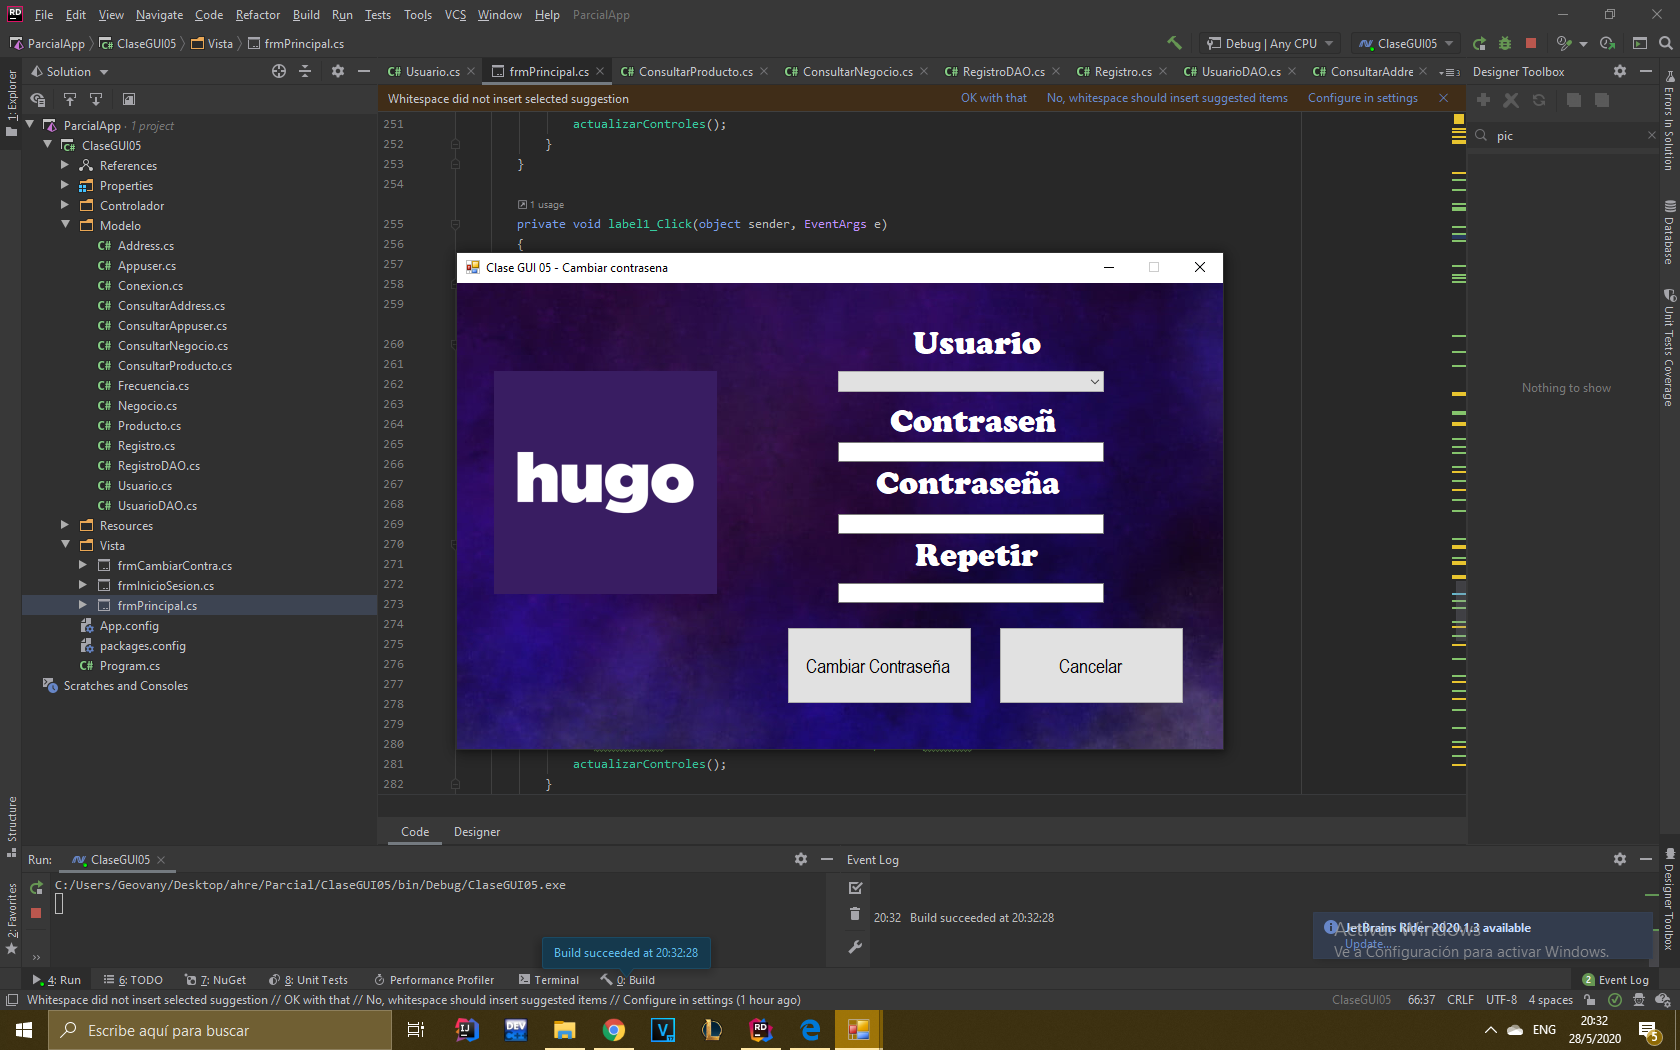 File Edit View Navigate Code Refactor Build Run Tests Tools VCS Window Help ParcialApp
ParcialApp ClaseGUI05 Vista frmPrincipal.cs
Debug | Any CPU ClaseGUI05
1: Explorer
Solution
Usuario.cs frmPrincipal.cs ConsultarProducto.cs ConsultarNegocio.cs RegistroDAO.cs Registro.cs UsuarioDAO.cs ConsultarAddre
Designer Toolbox
Whitespace did not insert selected suggestion
OK with that No, whitespace should insert suggested items Configure in settings
pic
Nothing to show
Errors In Solution
Database
Unit Tests Coverage
Designer Toolbox
ParcialApp · 1 project
ClaseGUI05
References
Properties
Controlador
Modelo
Address.cs
Appuser.cs
Conexion.cs
ConsultarAddress.cs
ConsultarAppuser.cs
ConsultarNegocio.cs
ConsultarProducto.cs
Frecuencia.cs
Negocio.cs
Producto.cs
Registro.cs
RegistroDAO.cs
Usuario.cs
UsuarioDAO.cs
Resources
Vista
frmCambiarContra.cs
frmInicioSesion.cs
frmPrincipal.cs
App.config
packages.config
Program.cs
Scratches and Consoles
251 actualizarControles();
252 }
253 }
254
1 usage
255 private void label1_Click(object sender, EventArgs e)
256 {
257
258
259
260
261
262
263
264
265
266
267
268
269
270
271
272
273
274
275
276
277
278
279
280
281 actualizarControles();
282 }
Clase GUI 05 - Cambiar contrasena
hugo
Usuario
Contraseñ
Contraseña
Repetir
Cambiar Contraseña
Cancelar
Code Designer
Structure
2: Favorites
Run: ClaseGUI05
C:/Users/Geovany/Desktop/ahre/Parcial/ClaseGUI05/bin/Debug/ClaseGUI05.exe
Event Log
20:32 Build succeeded at 20:32:28
Build succeeded at 20:32:28
JetBrains Rider 2020.1.3 available
Update...
Activar Windows
Ve a Configuración para activar Windows.
4: Run 6: TODO 7: NuGet 8: Unit Tests Performance Profiler Terminal 0: Build
2 Event Log
Whitespace did not insert selected suggestion // OK with that // No, whitespace should insert suggested items // Configure in settings (1 hour ago)
ClaseGUI05 66:37 CRLF UTF-8 4 spaces
Escribe aquí para buscar
ENG
20:32
28/5/2020
5